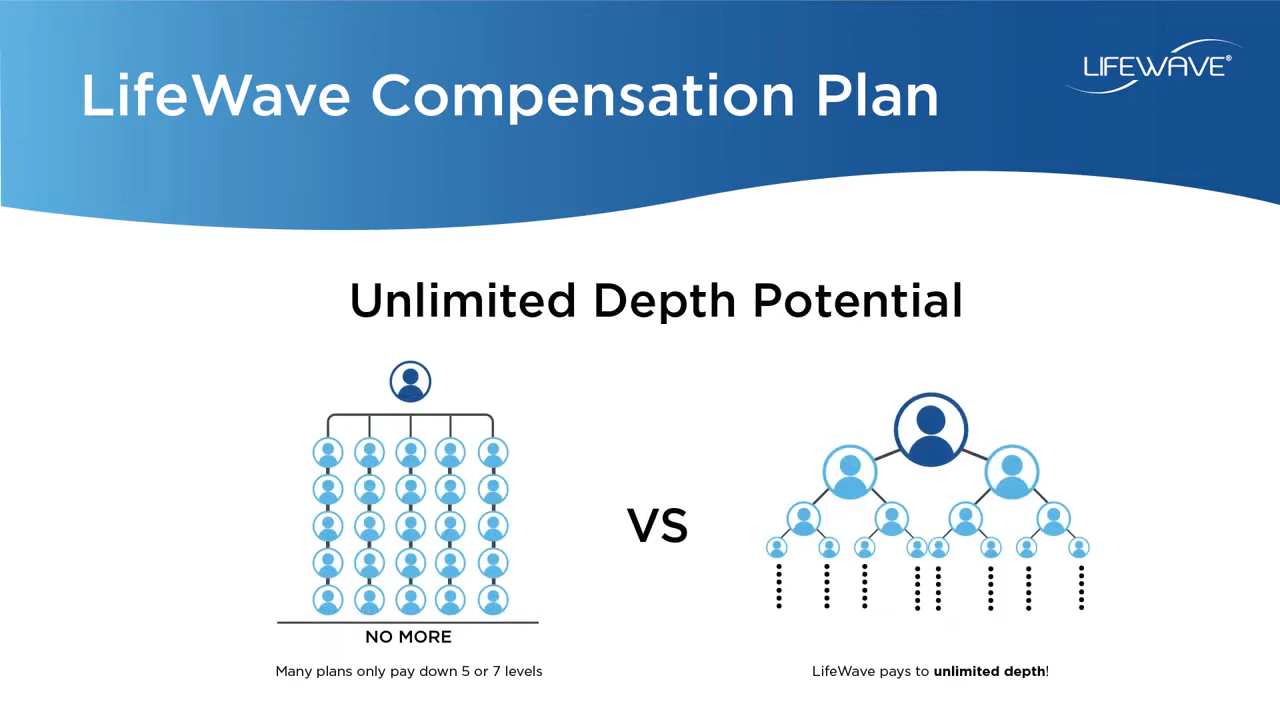 LifeWave Compensation Plan
LIFEWAVE®
Unlimited Depth Potential
VS
NO MORE
Many plans only pay down 5 or 7 levels
LifeWave pays to unlimited depth!